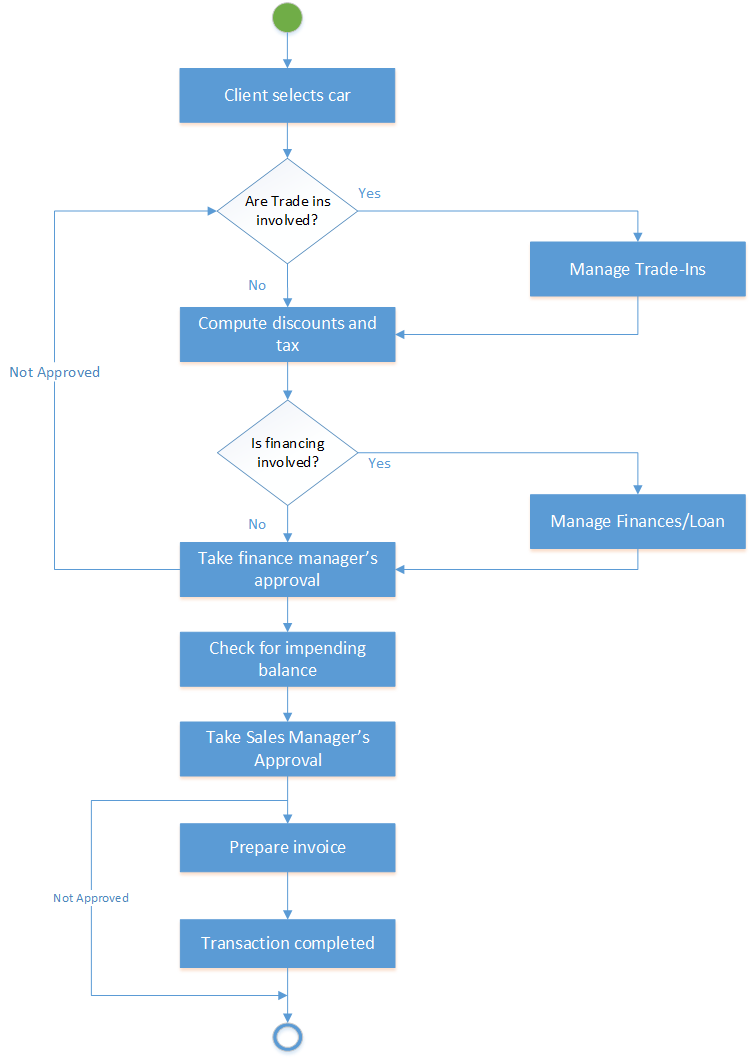 Client selects car
Are Trade ins
involved?
Yes
Manage Trade-Ins
No
Compute discounts and
tax
Not Approved
Is financing
involved?
Yes
Manage Finances/Loan
No
Take finance manager’s
approval
Check for impending
balance
Take Sales Manager’s
Approval
Prepare invoice
Not Approved
Transaction completed